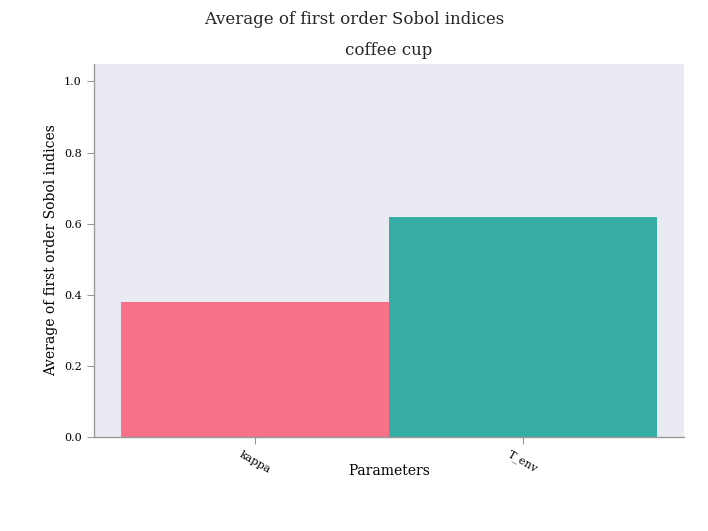 Average of first order Sobol indices
coffee cup
Average of first order Sobol indices
1.0
0.8
0.6
0.4
0.2
0.0
kappa
T_env
Parameters